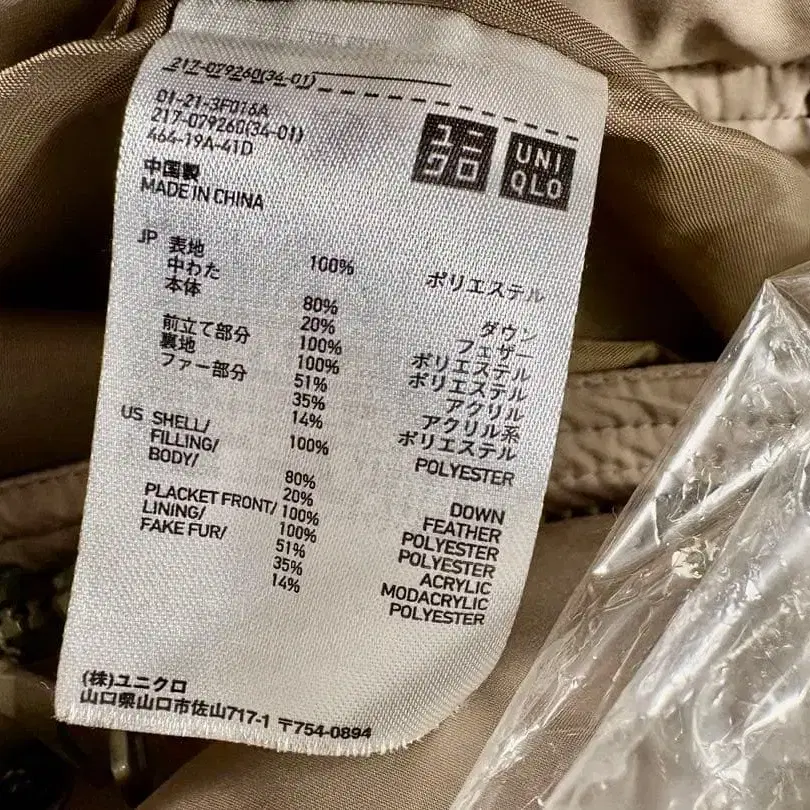 217-079260(34-01)
01-21-3F016A
217-079260(34-01)
464-19A-41D
ユニクロ
UNIQLO
中国製
MADE IN CHINA
JP 表地 100% ポリエステル
中わた
本体 80% ダウン
20% フェザー
前立て部分 100% ポリエステル
裏地 100% ポリエステル
ファー部分 51% アクリル
35% アクリル系
14% ポリエステル
US SHELL/ 100% POLYESTER
FILLING/
BODY/ 80% DOWN
20% FEATHER
PLACKET FRONT/ 100% POLYESTER
LINING/ 100% POLYESTER
FAKE FUR/ 51% ACRYLIC
35% MODACRYLIC
14% POLYESTER
(株)ユニクロ
山口県山口市佐山717-1 〒754-0894